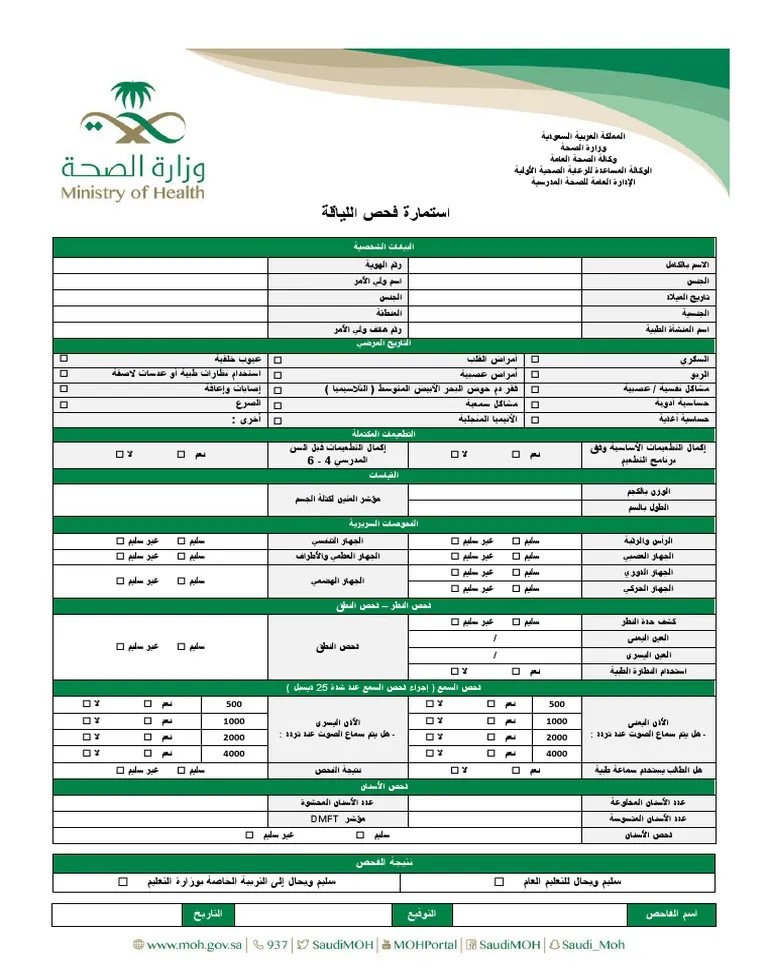 وزارة الصحة
Ministry of Health
المملكة العربية السعودية
وزارة الصحة
وكالة الصحة العامة
الوكالة المساعدة للرعاية الصحية الأولية
الإدارة العامة للصحة المدرسية
استمارة فحص اللياقة
البيانات الشخصية
الاسم بالكامل رقم الهوية
الجنس اسم ولي الأمر
تاريخ الميلاد الجنس
الجنسية المنطقة
اسم المنشأة الطبية رقم هاتف ولي الأمر
التاريخ المرضي
السكري ☐ أمراض القلب ☐ عيوب خلقية ☐
الربو ☐ أمراض عصبية ☐ استخدام نظارات طبية أو عدسات لاصقة ☐
مشاكل نفسية / عصبية ☐ فقر دم حوض البحر الأبيض المتوسط ( الثلاسيميا ) ☐ إصابات وإعاقة ☐
حساسية أدوية ☐ مشاكل سمعية ☐ الصرع ☐
حساسية أغذية ☐ الأنيميا المنجلية ☐ أخرى :
التطعيمات المكتملة
إكمال التطعيمات الأساسية وفق برنامج التطعيم نعم ☐ لا ☐ إكمال التطعيمات قبل السن المدرسي 4 - 6 نعم ☐ لا ☐
القياسات
الوزن بالكجم مؤشر المئين لكتلة الجسم
الطول بالسم
الفحوصات السريرية
الرأس والرقبة سليم ☐ غير سليم ☐ الجهاز التنفسي سليم ☐ غير سليم ☐
الجهاز العصبي سليم ☐ غير سليم ☐ الجهاز العظمي والأطراف سليم ☐ غير سليم ☐
الجهاز الدوري سليم ☐ غير سليم ☐ الجهاز الهضمي سليم ☐ غير سليم ☐
الجهاز الحركي سليم ☐ غير سليم ☐
فحص النظر – فحص النطق
كشف حدة النظر سليم ☐ غير سليم ☐ فحص النطق سليم ☐ غير سليم ☐
العين اليمنى /
العين اليسرى /
استخدام النظارة الطبية نعم ☐ لا ☐
فحص السمع ( إجراء فحص السمع عند شدة 25 ديسبل )
الأذن اليمنى
- هل يتم سماع الصوت عند تردد :
500 نعم ☐ لا ☐
1000 نعم ☐ لا ☐
2000 نعم ☐ لا ☐
4000 نعم ☐ لا ☐
الأذن اليسرى
- هل يتم سماع الصوت عند تردد :
500 نعم ☐ لا ☐
1000 نعم ☐ لا ☐
2000 نعم ☐ لا ☐
4000 نعم ☐ لا ☐
هل الطالب يستخدم سماعة طبية نعم ☐ لا ☐ نتيجة الفحص سليم ☐ غير سليم ☐
فحص الأسنان
عدد الأسنان المخلوعة عدد الأسنان المحشوة
عدد الأسنان المتسوسة مؤشر DMFT
فحص الأسنان سليم ☐ غير سليم ☐
نتيجة الفحص
سليم ويحال للتعليم العام ☐ سليم ويحال إلى التربية الخاصة بوزارة التعليم ☐
اسم الفاحص التوقيع التاريخ
www.moh.gov.sa | 937 | SaudiMOH | MOHPortal | SaudiMOH | Saudi_Moh